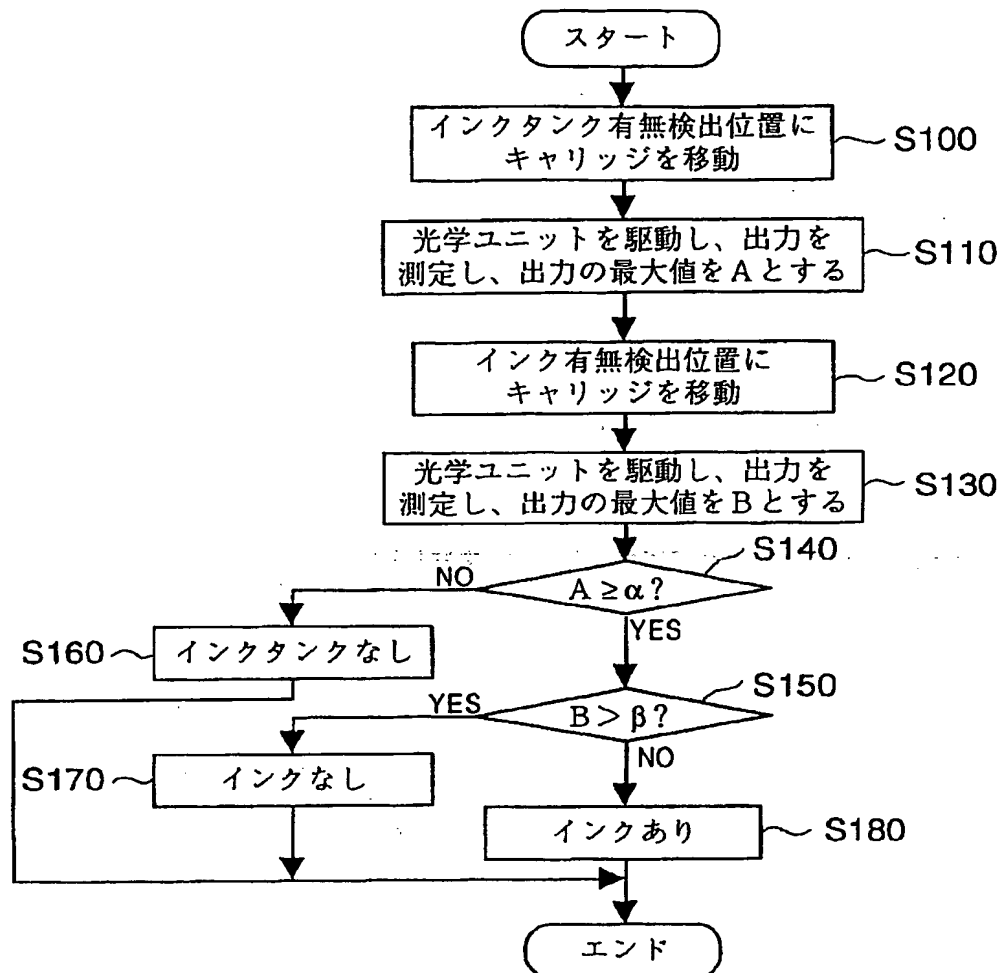 スタート
インクタンク有無検出位置に
キャリッジを移動
S100
光学ユニットを駆動し、出力を
測定し、出力の最大値をAとする
S110
インク有無検出位置に
キャリッジを移動
S120
光学ユニットを駆動し、出力を
測定し、出力の最大値をBとする
S130
S140
A≥α?
NO
YES
S160
インクタンクなし
S150
B>β?
YES
NO
S170
インクなし
インクあり
S180
エンド